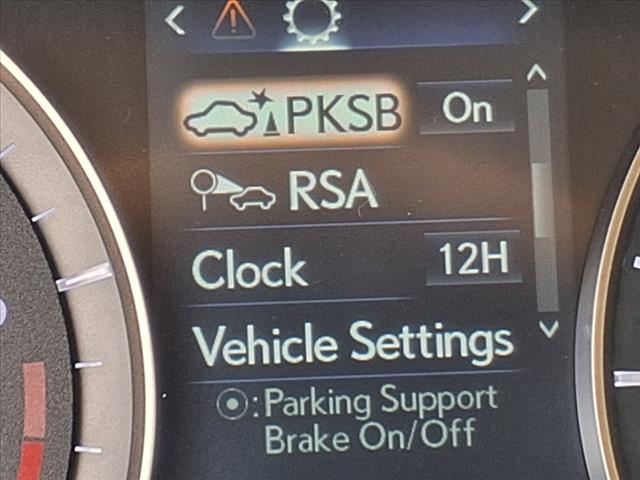 PKSB On
RSA
Clock 12H
Vehicle Settings
: Parking Support
Brake On/Off